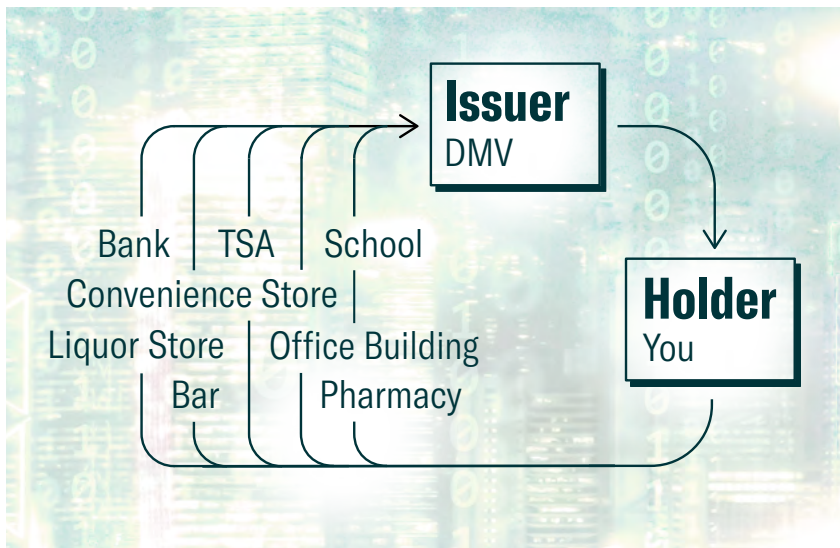 Issuer
DMV
Bank TSA School
Convenience Store
Holder
You
Liquor Store Office Building
Bar Pharmacy